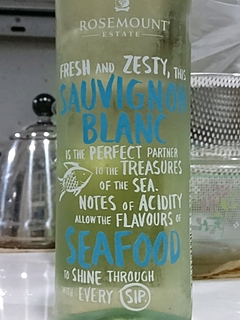 ROSEMOUNT
ESTATE
FRESH AND ZESTY, THIS
SAUVIGNON
BLANC
IS THE PERFECT PARTNER
TO THE TREASURES
OF THE SEA.
NOTES OF ACIDITY
ALLOW THE FLAVOURS OF
SEAFOOD
TO SHINE THROUGH
WITH EVERY SIP.